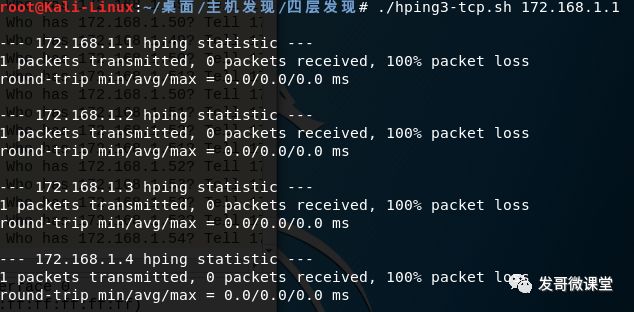 root@Kali-Linux:~/桌面/主机发现/四层发现# ./hping3-tcp.sh 172.168.1.1
--- 172.168.1.1 hping statistic ---
1 packets transmitted, 0 packets received, 100% packet loss
round-trip min/avg/max = 0.0/0.0/0.0 ms
--- 172.168.1.2 hping statistic ---
1 packets transmitted, 0 packets received, 100% packet loss
round-trip min/avg/max = 0.0/0.0/0.0 ms
--- 172.168.1.3 hping statistic ---
1 packets transmitted, 0 packets received, 100% packet loss
round-trip min/avg/max = 0.0/0.0/0.0 ms
--- 172.168.1.4 hping statistic ---
1 packets transmitted, 0 packets received, 100% packet loss
round-trip min/avg/max = 0.0/0.0/0.0 ms
发哥微课堂